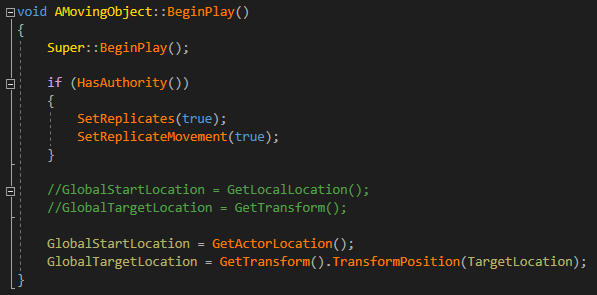 void AMovingObject::BeginPlay()
{
Super::BeginPlay();
if (HasAuthority())
{
SetReplicates(true);
SetReplicateMovement(true);
}
//GlobalStartLocation = GetLocalLocation();
//GlobalTargetLocation = GetTransform();
GlobalStartLocation = GetActorLocation();
GlobalTargetLocation = GetTransform().TransformPosition(TargetLocation);
}